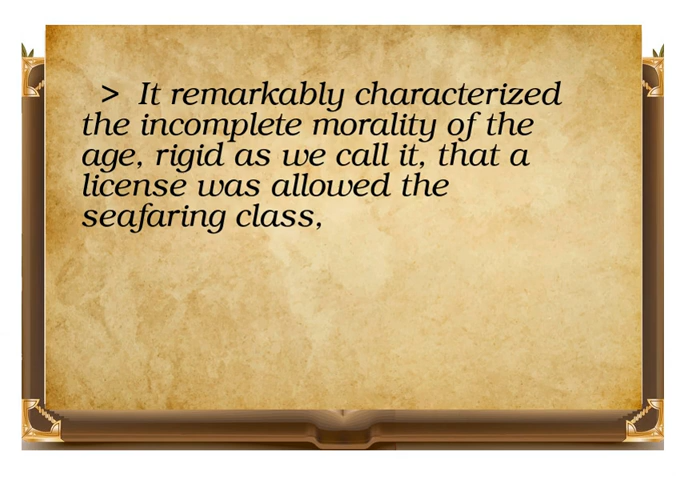 > It remarkably characterized
the incomplete morality of the
age, rigid as we call it, that a
license was allowed the
seafaring class,